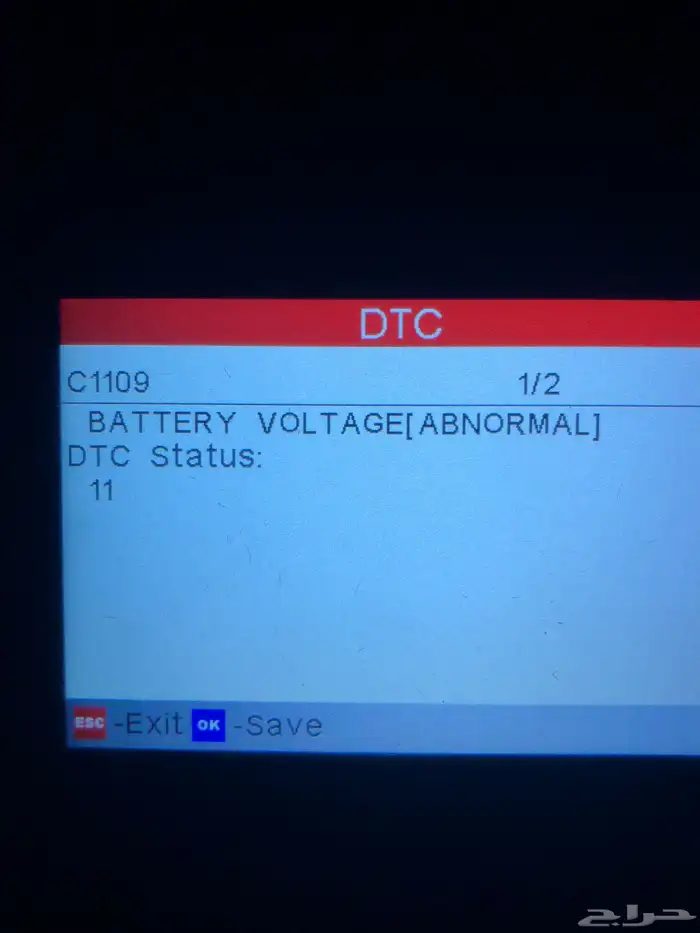 DTC
C1109 1/2
BATTERY VOLTAGE[ABNORMAL]
DTC Status:
11
ESC -Exit OK -Save
حراج